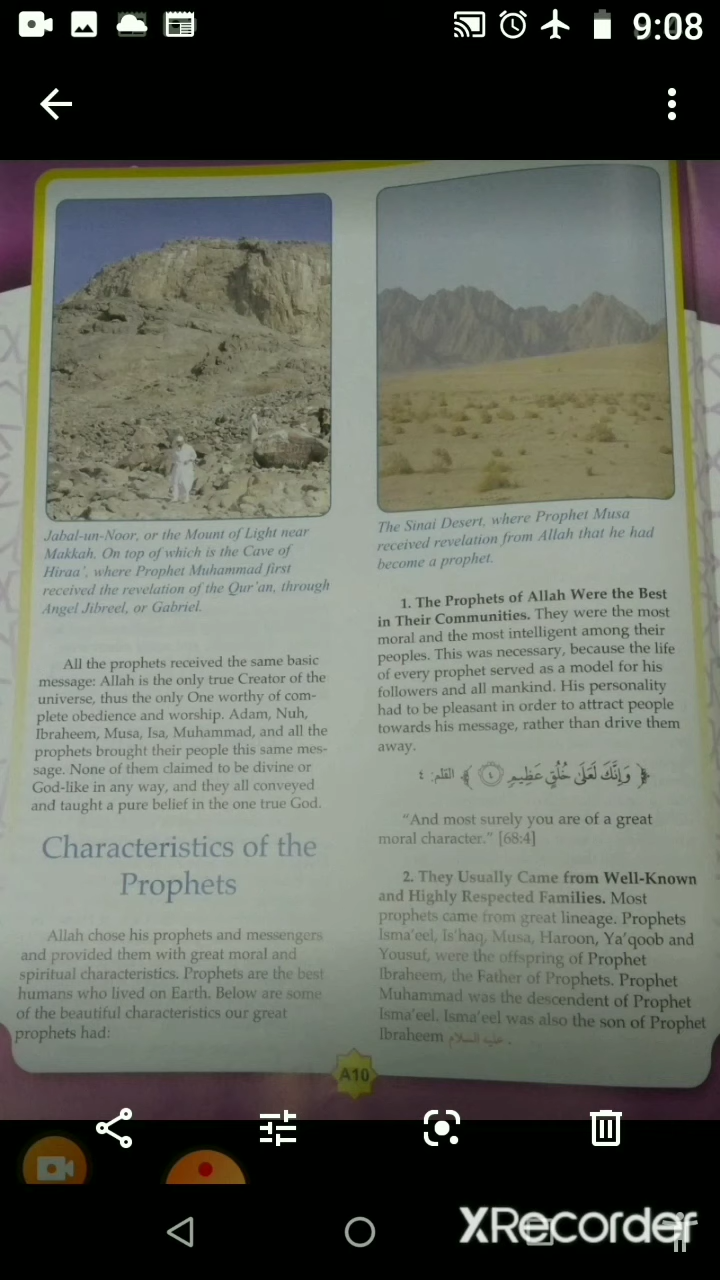 9:08
Jabal-un-Noor, or the Mount of Light near
Makkah. On top of which is the Cave of
Hiraa', where Prophet Muhammad first
received the revelation of the Qur'an, through
Angel Jibreel, or Gabriel.
All the prophets received the same basic
message: Allah is the only true Creator of the
universe, thus the only One worthy of com-
plete obedience and worship. Adam, Nuh,
Ibraheem, Musa, Isa, Muhammad, and all the
prophets brought their people this same mes-
sage. None of them claimed to be divine or
God-like in any way, and they all conveyed
and taught a pure belief in the one true God.
Characteristics of the
Prophets
Allah chose his prophets and messengers
and provided them with great moral and
spiritual characteristics. Prophets are the best
humans who lived on Earth. Below are some
of the beautiful characteristics our great
prophets had:
The Sinai Desert, where Prophet Musa
received revelation from Allah that he had
become a prophet.
1. The Prophets of Allah Were the Best
in Their Communities. They were the most
moral and the most intelligent among their
peoples. This was necessary, because the life
of every prophet served as a model for his
followers and all mankind. His personality
had to be pleasant in order to attract people
towards his message, rather than drive them
away.
﴿ وَإِنَّكَ لَعَلَىٰ خُلُقٍ عَظِيمٍ ٤ ﴾ القلم: ٤
"And most surely you are of a great
moral character." [68:4]
2. They Usually Came from Well-Known
and Highly Respected Families. Most
prophets came from great lineage. Prophets
Isma'eel, Is'haq, Musa, Haroon, Ya'qoob and
Yousuf, were the offspring of Prophet
Ibraheem, the Father of Prophets. Prophet
Muhammad was the descendent of Prophet
Isma'eel. Isma'eel was also the son of Prophet
Ibraheem عليه السلام .
A10
XRecorder